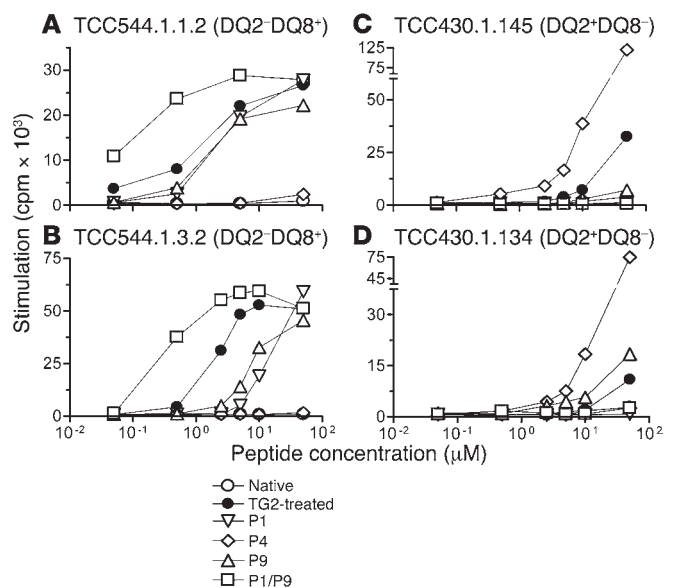 A TCC544.1.1.2 (DQ2⁻DQ8⁺)
30
20
10
0
C TCC430.1.145 (DQ2⁺DQ8⁻)
125
75
50
25
0
B TCC544.1.3.2 (DQ2⁻DQ8⁺)
75
50
25
0
10⁻² 10⁻¹ 10⁰ 10¹ 10²
D TCC430.1.134 (DQ2⁺DQ8⁻)
75
45
30
15
0
10⁻² 10⁻¹ 10⁰ 10¹ 10²
Stimulation (cpm × 10³)
Peptide concentration (μM)
Native
TG2-treated
P1
P4
P9
P1/P9